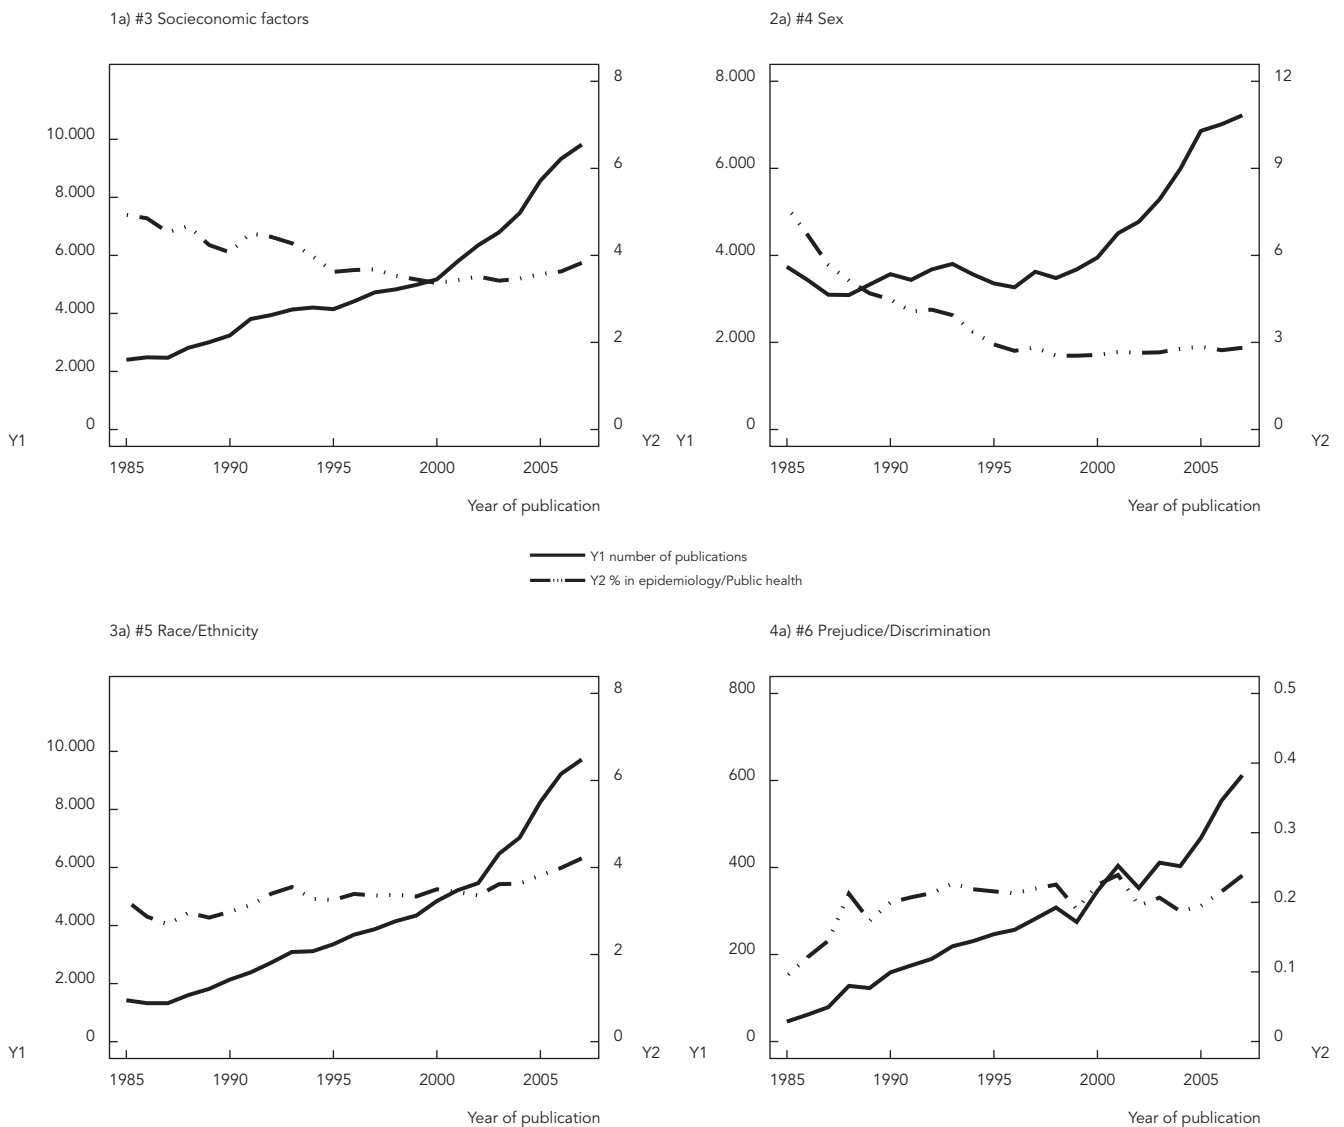 1a) #3 Socieconomic factors
2a) #4 Sex
8
10.000
6
8.000
6.000
4
4.000
2
2.000
0
0
Y1
Y2
1985 1990 1995 2000 2005
Year of publication
8.000
12
6.000
9
4.000
6
2.000
3
0
0
Y1
Y2
1985 1990 1995 2000 2005
Year of publication
Y1 number of publications
Y2 % in epidemiology/Public health
3a) #5 Race/Ethnicity
4a) #6 Prejudice/Discrimination
8
10.000
6
8.000
6.000
4
4.000
2
2.000
0
0
Y1
Y2
1985 1990 1995 2000 2005
Year of publication
800
0.5
600
0.4
0.3
400
0.2
200
0.1
0
0
Y1
Y2
1985 1990 1995 2000 2005
Year of publication